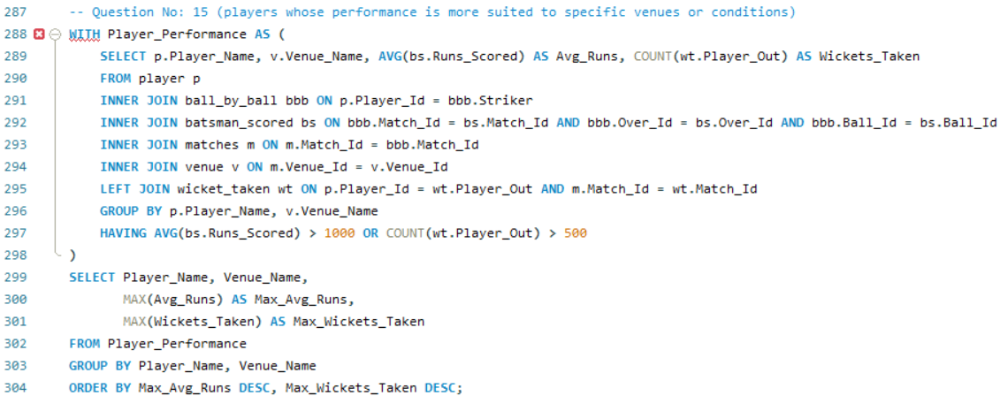 287 -- Question No: 15 (players whose performance is more suited to specific venues or conditions)
288 WITH Player_Performance AS (
289 SELECT p.Player_Name, v.Venue_Name, AVG(bs.Runs_Scored) AS Avg_Runs, COUNT(wt.Player_Out) AS Wickets_Taken
290 FROM player p
291 INNER JOIN ball_by_ball bbb ON p.Player_Id = bbb.Striker
292 INNER JOIN batsman_scored bs ON bbb.Match_Id = bs.Match_Id AND bbb.Over_Id = bs.Over_Id AND bbb.Ball_Id = bs.Ball_Id
293 INNER JOIN matches m ON m.Match_Id = bbb.Match_Id
294 INNER JOIN venue v ON m.Venue_Id = v.Venue_Id
295 LEFT JOIN wicket_taken wt ON p.Player_Id = wt.Player_Out AND m.Match_Id = wt.Match_Id
296 GROUP BY p.Player_Name, v.Venue_Name
297 HAVING AVG(bs.Runs_Scored) > 1000 OR COUNT(wt.Player_Out) > 500
298 )
299 SELECT Player_Name, Venue_Name,
300 MAX(Avg_Runs) AS Max_Avg_Runs,
301 MAX(Wickets_Taken) AS Max_Wickets_Taken
302 FROM Player_Performance
303 GROUP BY Player_Name, Venue_Name
304 ORDER BY Max_Avg_Runs DESC, Max_Wickets_Taken DESC;